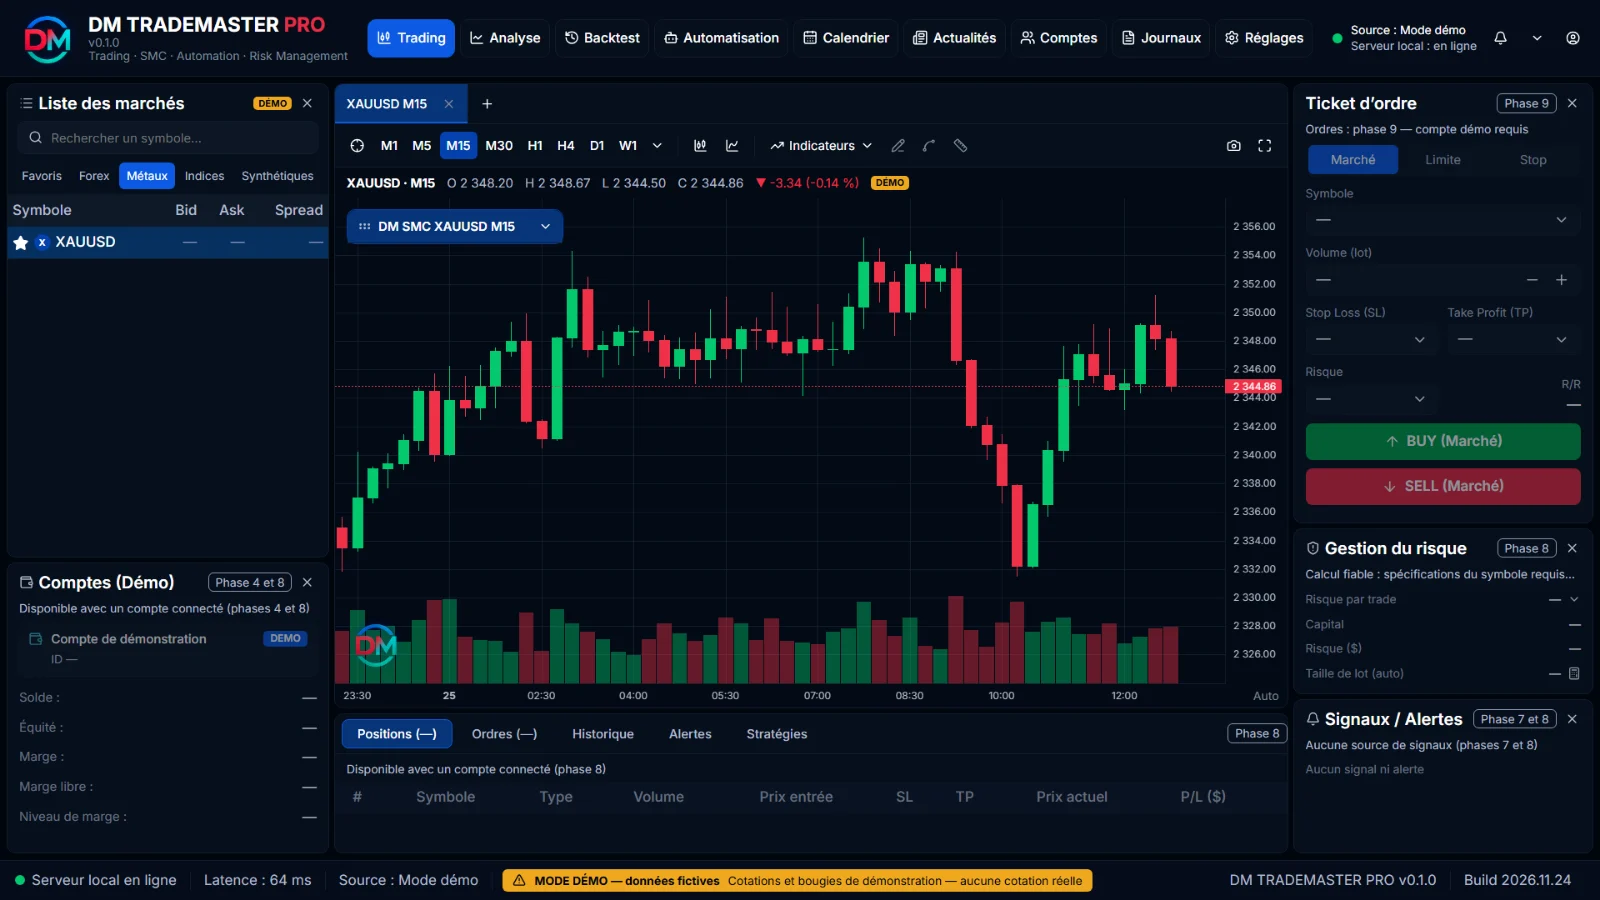 DM
DM TRADEMASTER PRO
v0.1.0
Trading · SMC · Automation · Risk Management
Trading
Analyse
Backtest
Automatisation
Calendrier
Actualités
Comptes
Journaux
Réglages
Source : Mode démo
Serveur local : en ligne
Liste des marchés
DÉMO
Rechercher un symbole...
Favoris
Forex
Métaux
Indices
Synthétiques
Symbole Bid Ask Spread
X XAUUSD — — —
Comptes (Démo)
Phase 4 et 8
Disponible avec un compte connecté (phases 4 et 8)
Compte de démonstration
DEMO
ID —
Solde : —
Équité : —
Marge : —
Marge libre : —
Niveau de marge : —
XAUUSD M15
M1 M5 M15 M30 H1 H4 D1 W1
Indicateurs
XAUUSD · M15 O 2 348.20 H 2 348.67 L 2 344.50 C 2 344.86 ▼ -3.34 (-0.14 %) DÉMO
DM SMC XAUUSD M15
2 356.00
2 354.00
2 352.00
2 350.00
2 348.00
2 346.00
2 344.86
2 344.00
2 342.00
2 340.00
2 338.00
2 336.00
2 334.00
2 332.00
2 330.00
2 328.00
2 326.00
DM
23:30 25 02:30 04:00 05:30 07:00 08:30 10:00 12:00 Auto
Positions (—)
Ordres (—)
Historique
Alertes
Stratégies
Phase 8
Disponible avec un compte connecté (phase 8)
# Symbole Type Volume Prix entrée SL TP Prix actuel P/L ($)
Ticket d’ordre
Phase 9
Ordres : phase 9 — compte démo requis
Marché
Limite
Stop
Symbole
—
Volume (lot)
— − +
Stop Loss (SL) Take Profit (TP)
— —
Risque
R/R
— —
↑ BUY (Marché)
↓ SELL (Marché)
Gestion du risque
Phase 8
Calcul fiable : spécifications du symbole requis...
Risque par trade —
Capital —
Risque ($) —
Taille de lot (auto) —
Signaux / Alertes
Phase 7 et 8
Aucune source de signaux (phases 7 et 8)
Aucun signal ni alerte
Serveur local en ligne
Latence : 64 ms
Source : Mode démo
MODE DÉMO — données fictives Cotations et bougies de démonstration — aucune cotation réelle
DM TRADEMASTER PRO v0.1.0
Build 2026.11.24